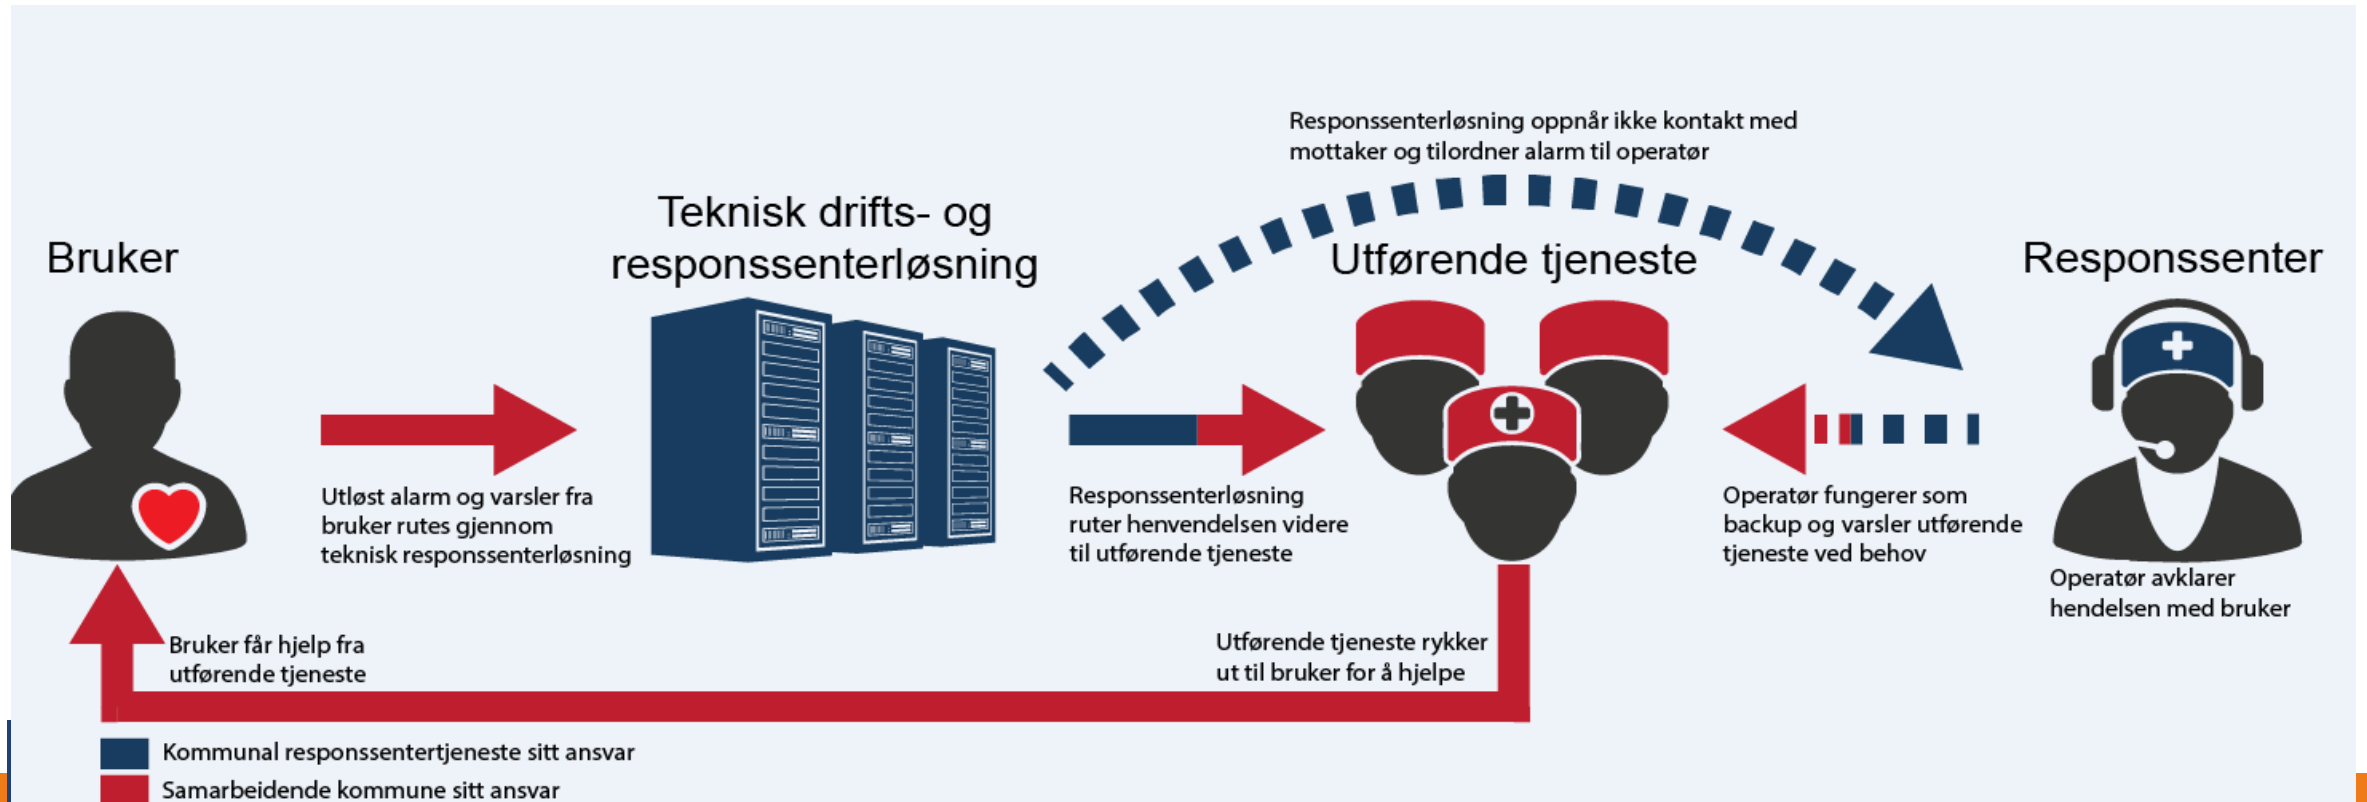 Responssenterløsning oppnår ikke kontakt med
mottaker og tilordner alarm til operatør
Bruker
Teknisk drifts- og
responssenterløsning
Utførende tjeneste
Responssenter
Utløst alarm og varsler fra
bruker rutes gjennom
teknisk responssenterløsning
Responssenterløsning
ruter henvendelsen videre
til utførende tjeneste
Operatør fungerer som
backup og varsler utførende
tjeneste ved behov
Operatør avklarer
hendelsen med bruker
Bruker får hjelp fra
utførende tjeneste
Utførende tjeneste rykker
ut til bruker for å hjelpe
Kommunal responssentertjeneste sitt ansvar
Samarbeidende kommune sitt ansvar